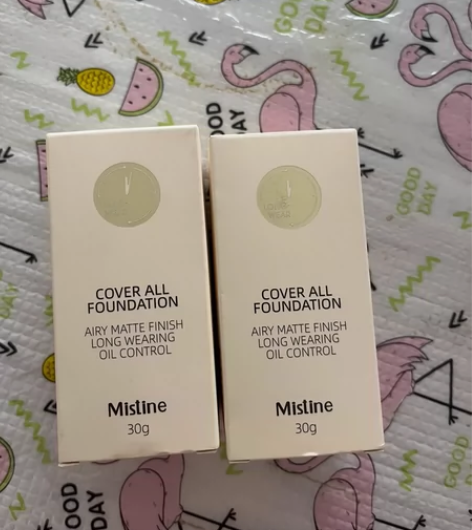 GOOD
DAY
GOOD
DAY
GOOD
DAY
COVER ALL
FOUNDATION
AIRY MATTE FINISH
LONG WEARING
OIL CONTROL
Mistine
30g
COVER ALL
FOUNDATION
AIRY MATTE FINISH
LONG WEARING
OIL CONTROL
Mistine
30g
GOOD
DAY